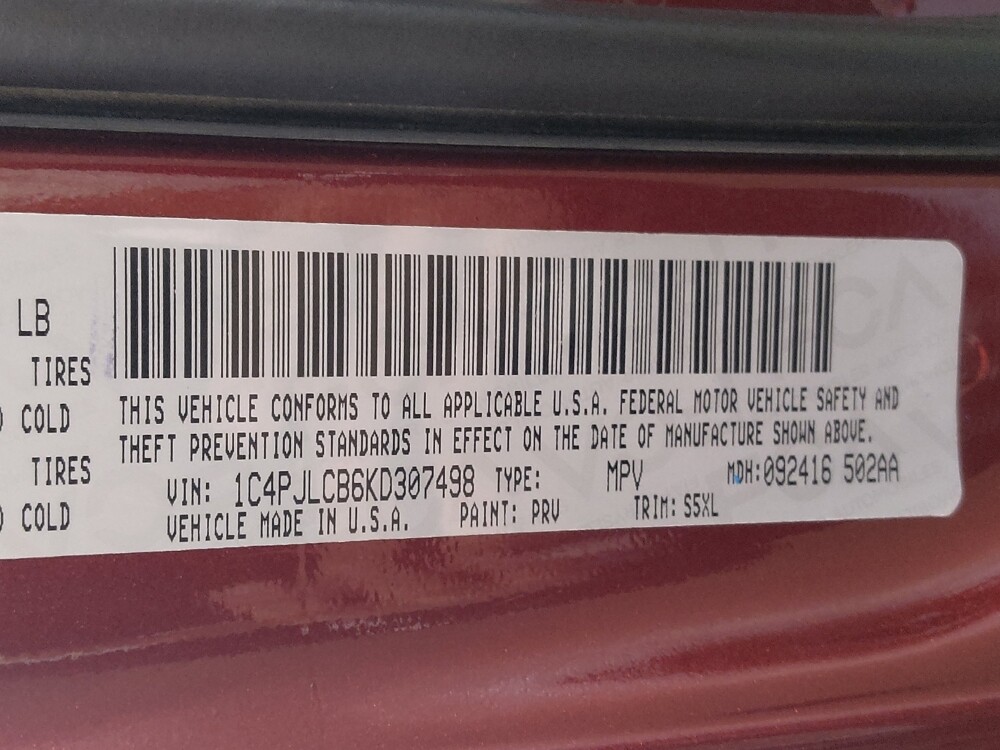 LB
TIRES
COLD
TIRES
COLD
THIS VEHICLE CONFORMS TO ALL APPLICABLE U.S.A. FEDERAL MOTOR VEHICLE SAFETY AND
THEFT PREVENTION STANDARDS IN EFFECT ON THE DATE OF MANUFACTURE SHOWN ABOVE.
VIN: 1C4PJLCB6KD307498 TYPE: MPV MDH:092416 502AA
VEHICLE MADE IN U.S.A. PAINT: PRV TRIM: S5XL